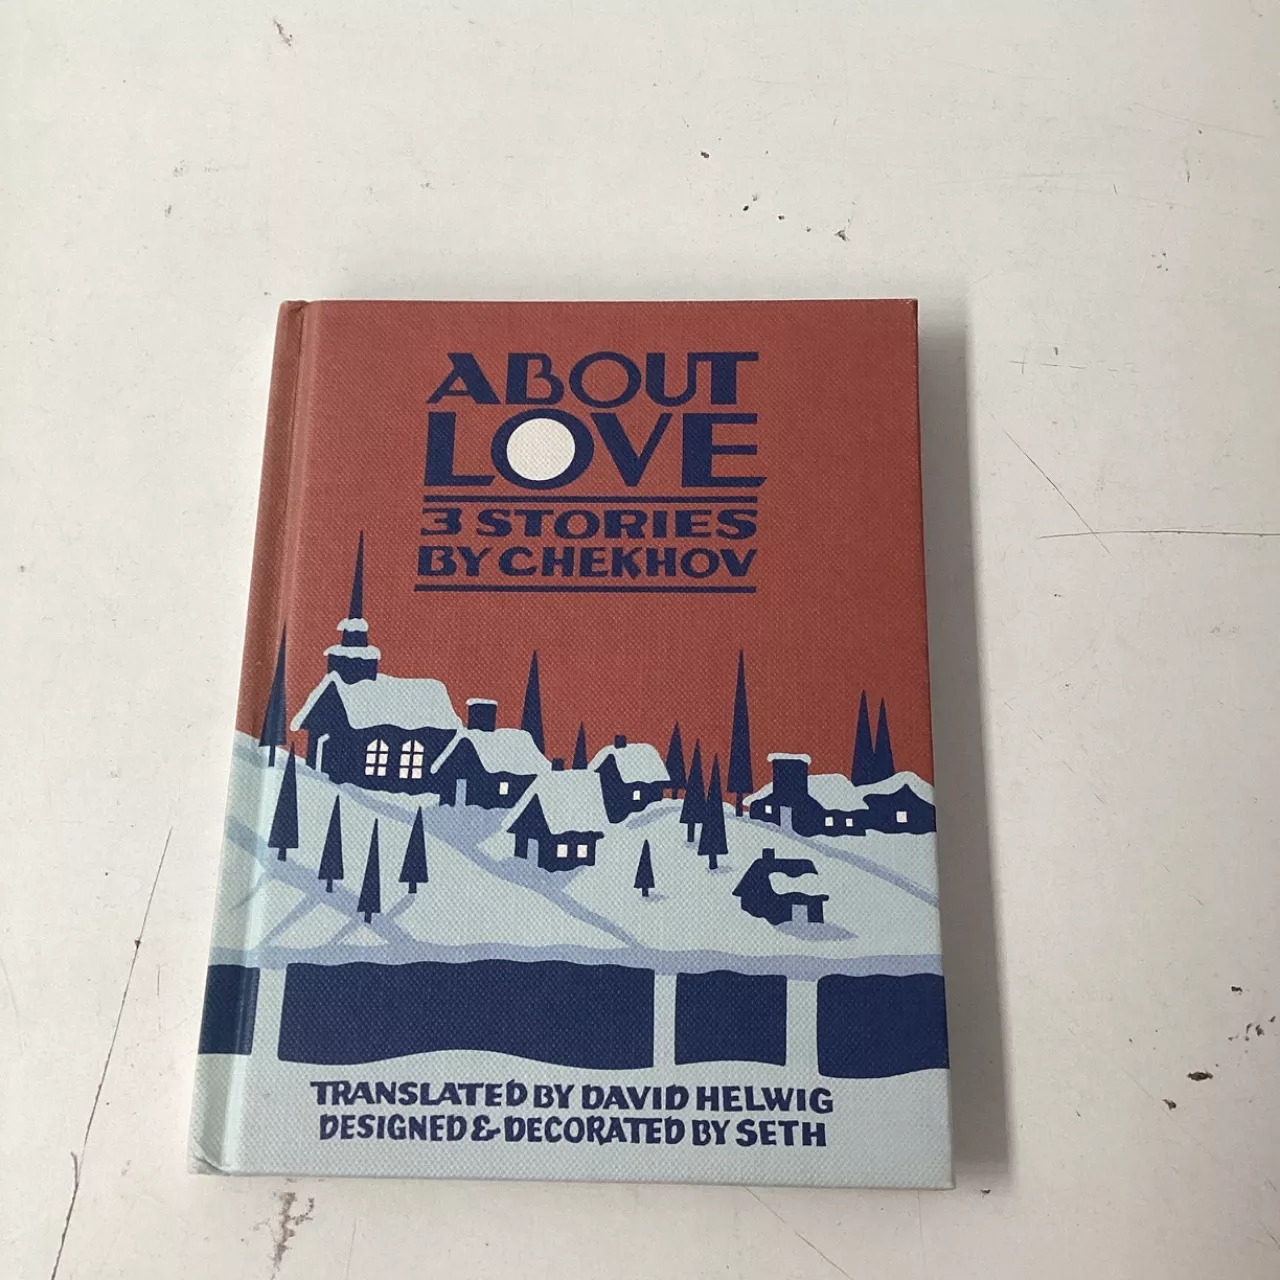 ABOUT
LOVE
3 STORIES
BY CHEKHOV
TRANSLATED BY DAVID HELWIG
DESIGNED & DECORATED BY SETH